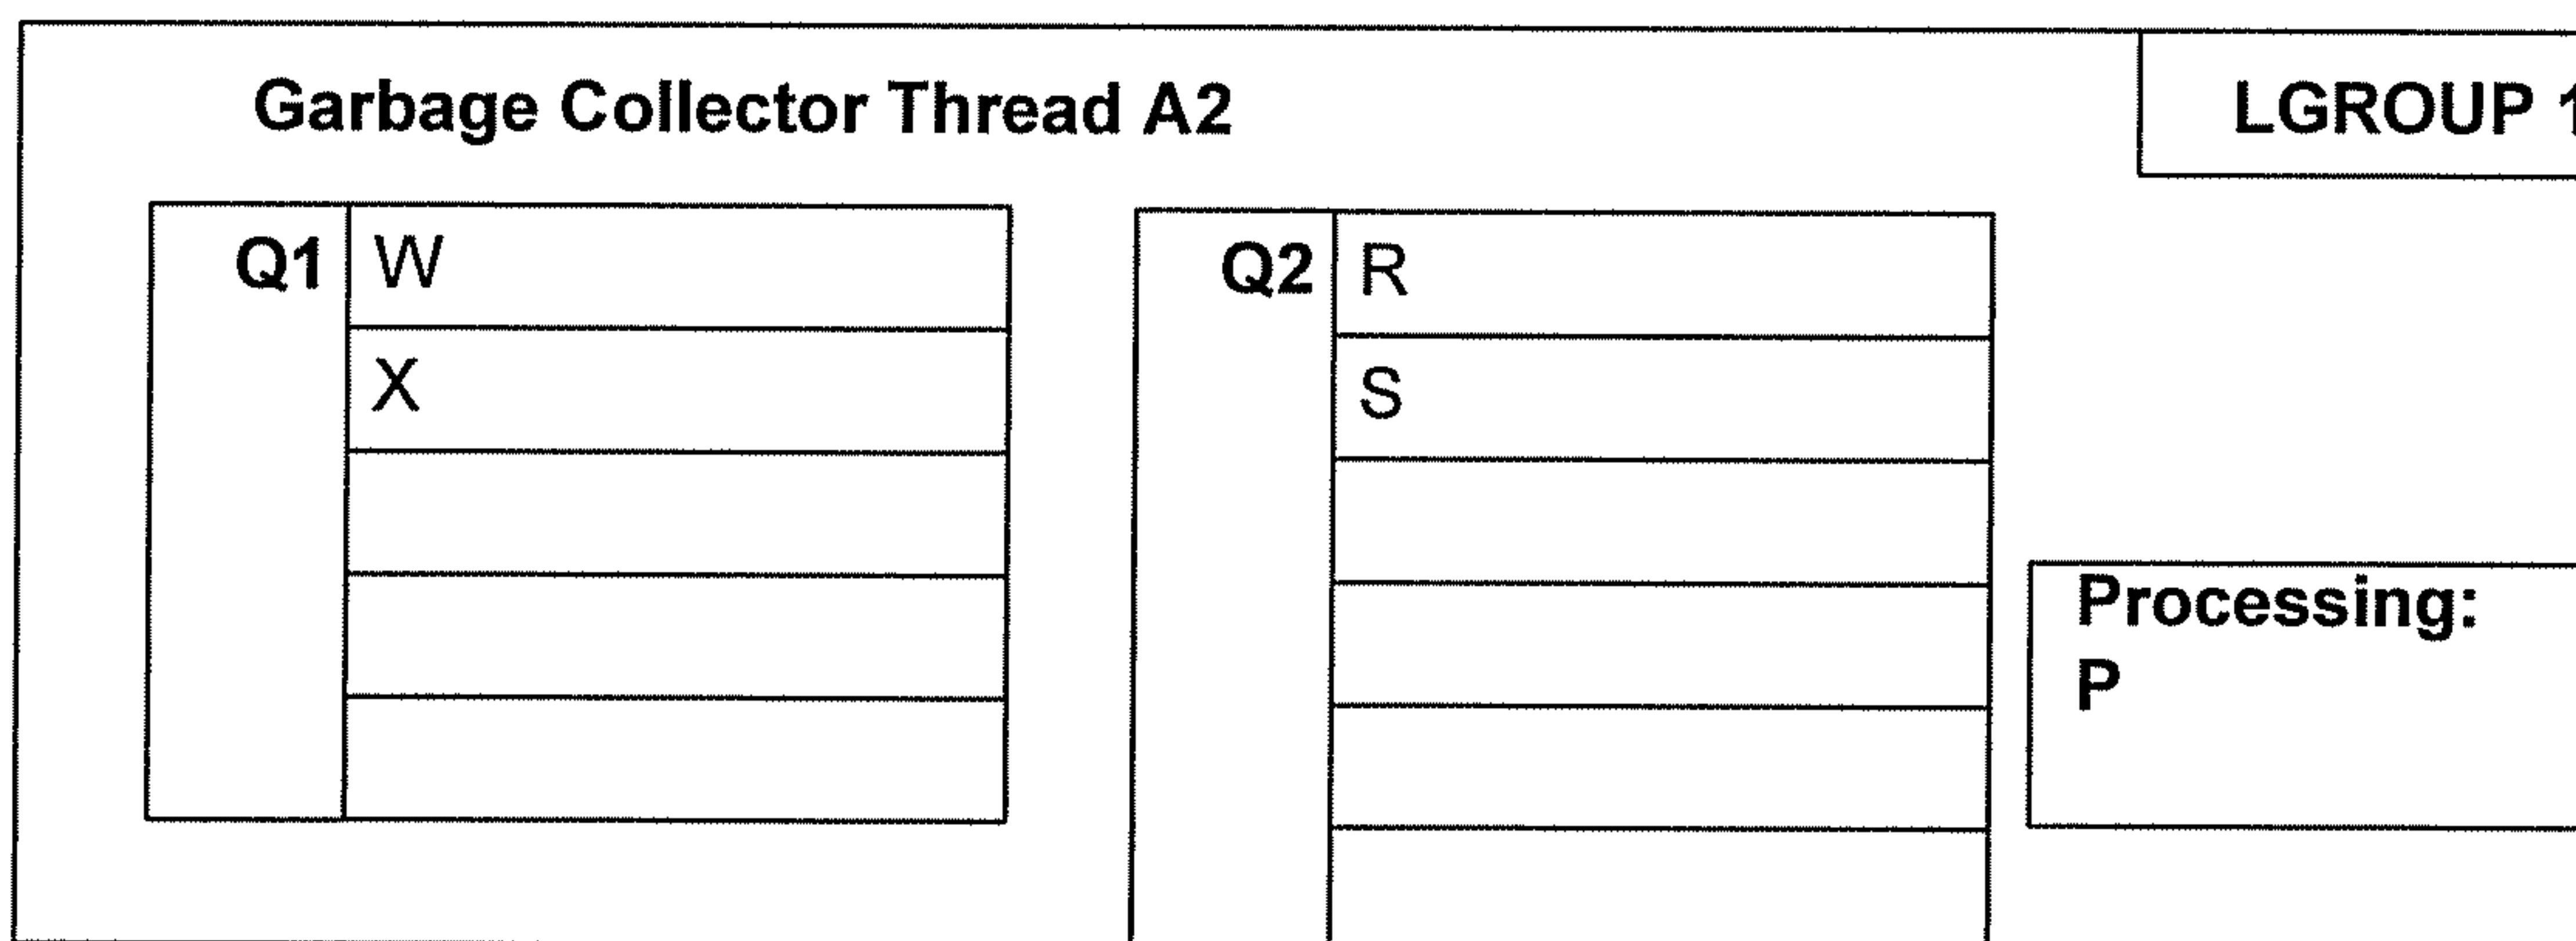 Garbage Collector Thread A2
LGROUP 1
Q1
W
X
Q2
R
S
Processing:
P